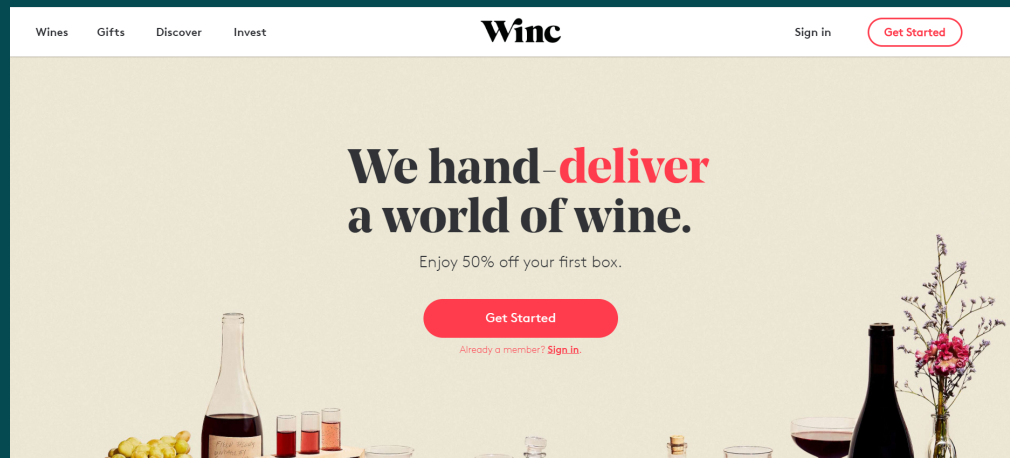 Wines Gifts Discover Invest Winc Sign in Get Started
We hand-deliver
a world of wine.
Enjoy 50% off your first box.
Get Started
Already a member? Sign in.